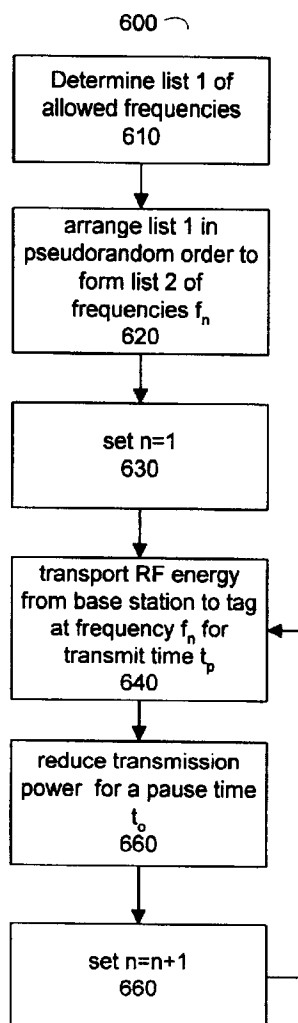 600
Determine list 1 of
allowed frequencies
610
arrange list 1 in
pseudorandom order to
form list 2 of
frequencies fn
620
set n=1
630
transport RF energy
from base station to tag
at frequency fn for
transmit time tp
640
reduce transmission
power for a pause time
to
660
set n=n+1
660